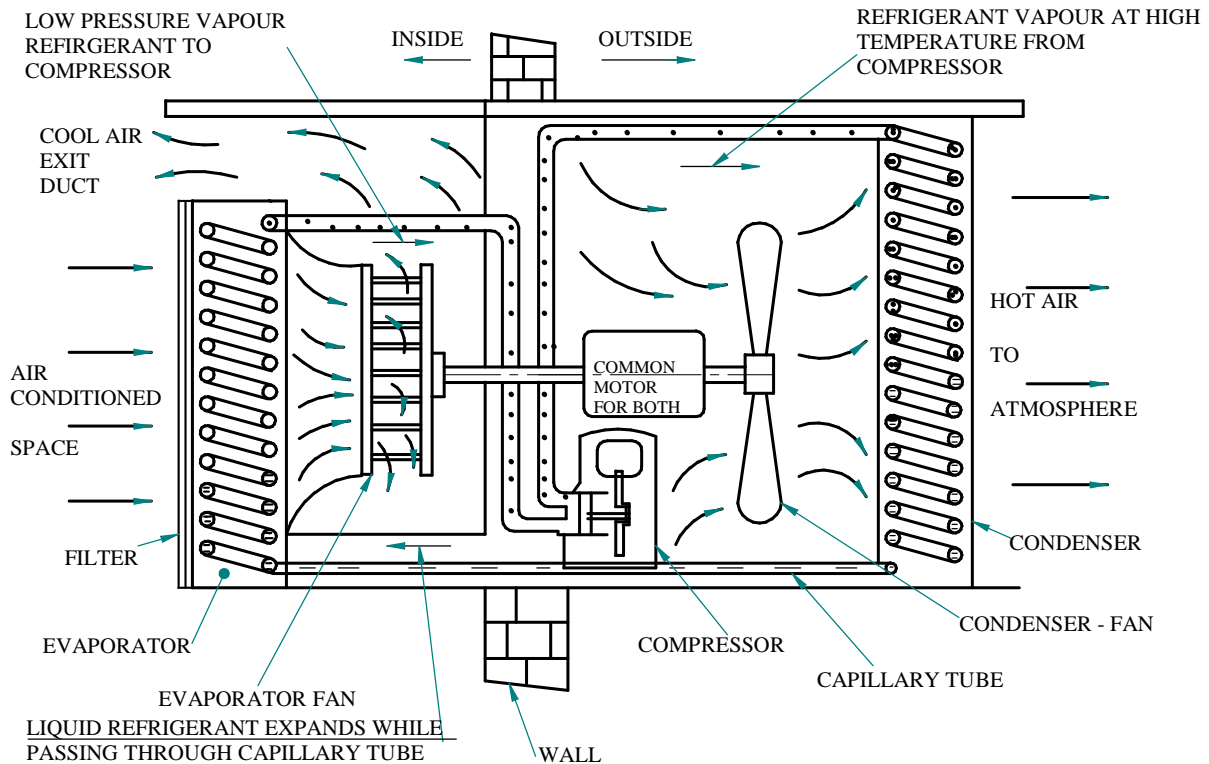 LOW PRESSURE VAPOUR
REFIRGERANT TO
COMPRESSOR
INSIDE
OUTSIDE
REFRIGERANT VAPOUR AT HIGH
TEMPERATURE FROM
COMPRESSOR
COOL AIR
EXIT
DUCT
AIR
CONDITIONED
SPACE
COMMON
MOTOR
FOR BOTH
HOT AIR
TO
ATMOSPHERE
FILTER
CONDENSER
EVAPORATOR
COMPRESSOR
CONDENSER - FAN
CAPILLARY TUBE
EVAPORATOR FAN
LIQUID REFRIGERANT EXPANDS WHILE
PASSING THROUGH CAPILLARY TUBE
WALL